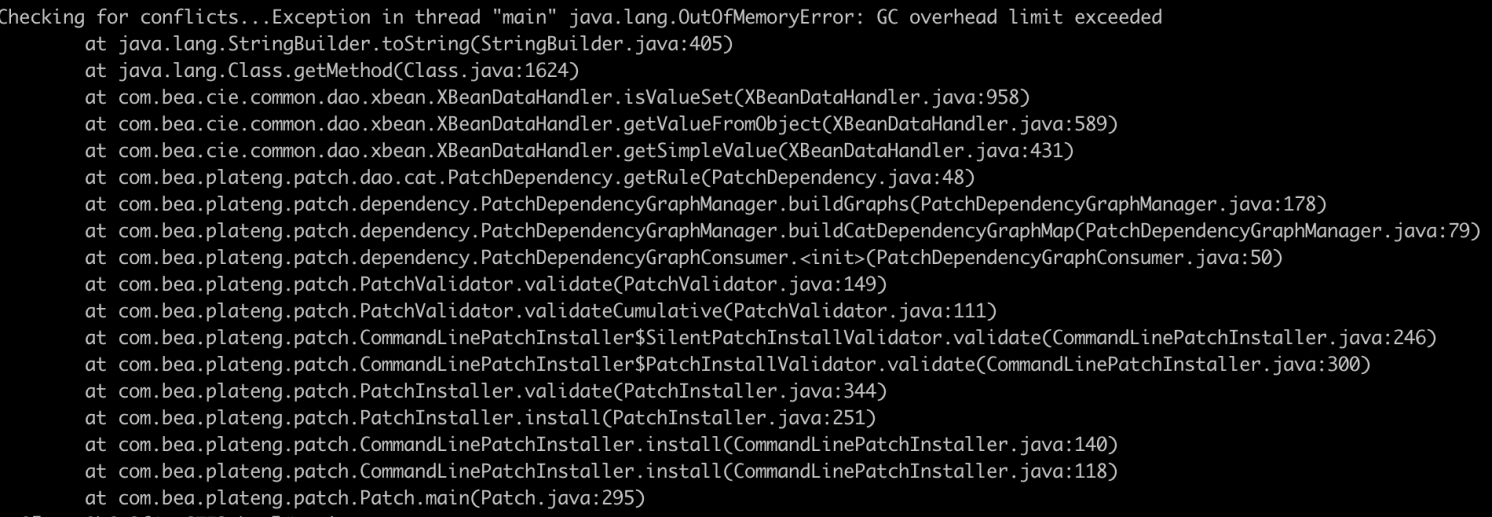 Checking for conflicts...Exception in thread "main" java.lang.OutOfMemoryError: GC overhead limit exceeded
        at java.lang.StringBuilder.toString(StringBuilder.java:405)
        at java.lang.Class.getMethod(Class.java:1624)
        at com.bea.cie.common.dao.xbean.XBeanDataHandler.isValueSet(XBeanDataHandler.java:958)
        at com.bea.cie.common.dao.xbean.XBeanDataHandler.getValueFromObject(XBeanDataHandler.java:589)
        at com.bea.cie.common.dao.xbean.XBeanDataHandler.getSimpleValue(XBeanDataHandler.java:431)
        at com.bea.plateng.patch.dao.cat.PatchDependency.getRule(PatchDependency.java:48)
        at com.bea.plateng.patch.dependency.PatchDependencyGraphManager.buildGraphs(PatchDependencyGraphManager.java:178)
        at com.bea.plateng.patch.dependency.PatchDependencyGraphManager.buildCatDependencyGraphMap(PatchDependencyGraphManager.java:79)
        at com.bea.plateng.patch.dependency.PatchDependencyGraphConsumer.<init>(PatchDependencyGraphConsumer.java:50)
        at com.bea.plateng.patch.PatchValidator.validate(PatchValidator.java:149)
        at com.bea.plateng.patch.PatchValidator.validateCumulative(PatchValidator.java:111)
        at com.bea.plateng.patch.CommandLinePatchInstaller$SilentPatchInstallValidator.validate(CommandLinePatchInstaller.java:246)
        at com.bea.plateng.patch.CommandLinePatchInstaller$PatchInstallValidator.validate(CommandLinePatchInstaller.java:300)
        at com.bea.plateng.patch.PatchInstaller.validate(PatchInstaller.java:344)
        at com.bea.plateng.patch.PatchInstaller.install(PatchInstaller.java:251)
        at com.bea.plateng.patch.CommandLinePatchInstaller.install(CommandLinePatchInstaller.java:140)
        at com.bea.plateng.patch.CommandLinePatchInstaller.install(CommandLinePatchInstaller.java:118)
        at com.bea.plateng.patch.Patch.main(Patch.java:295)